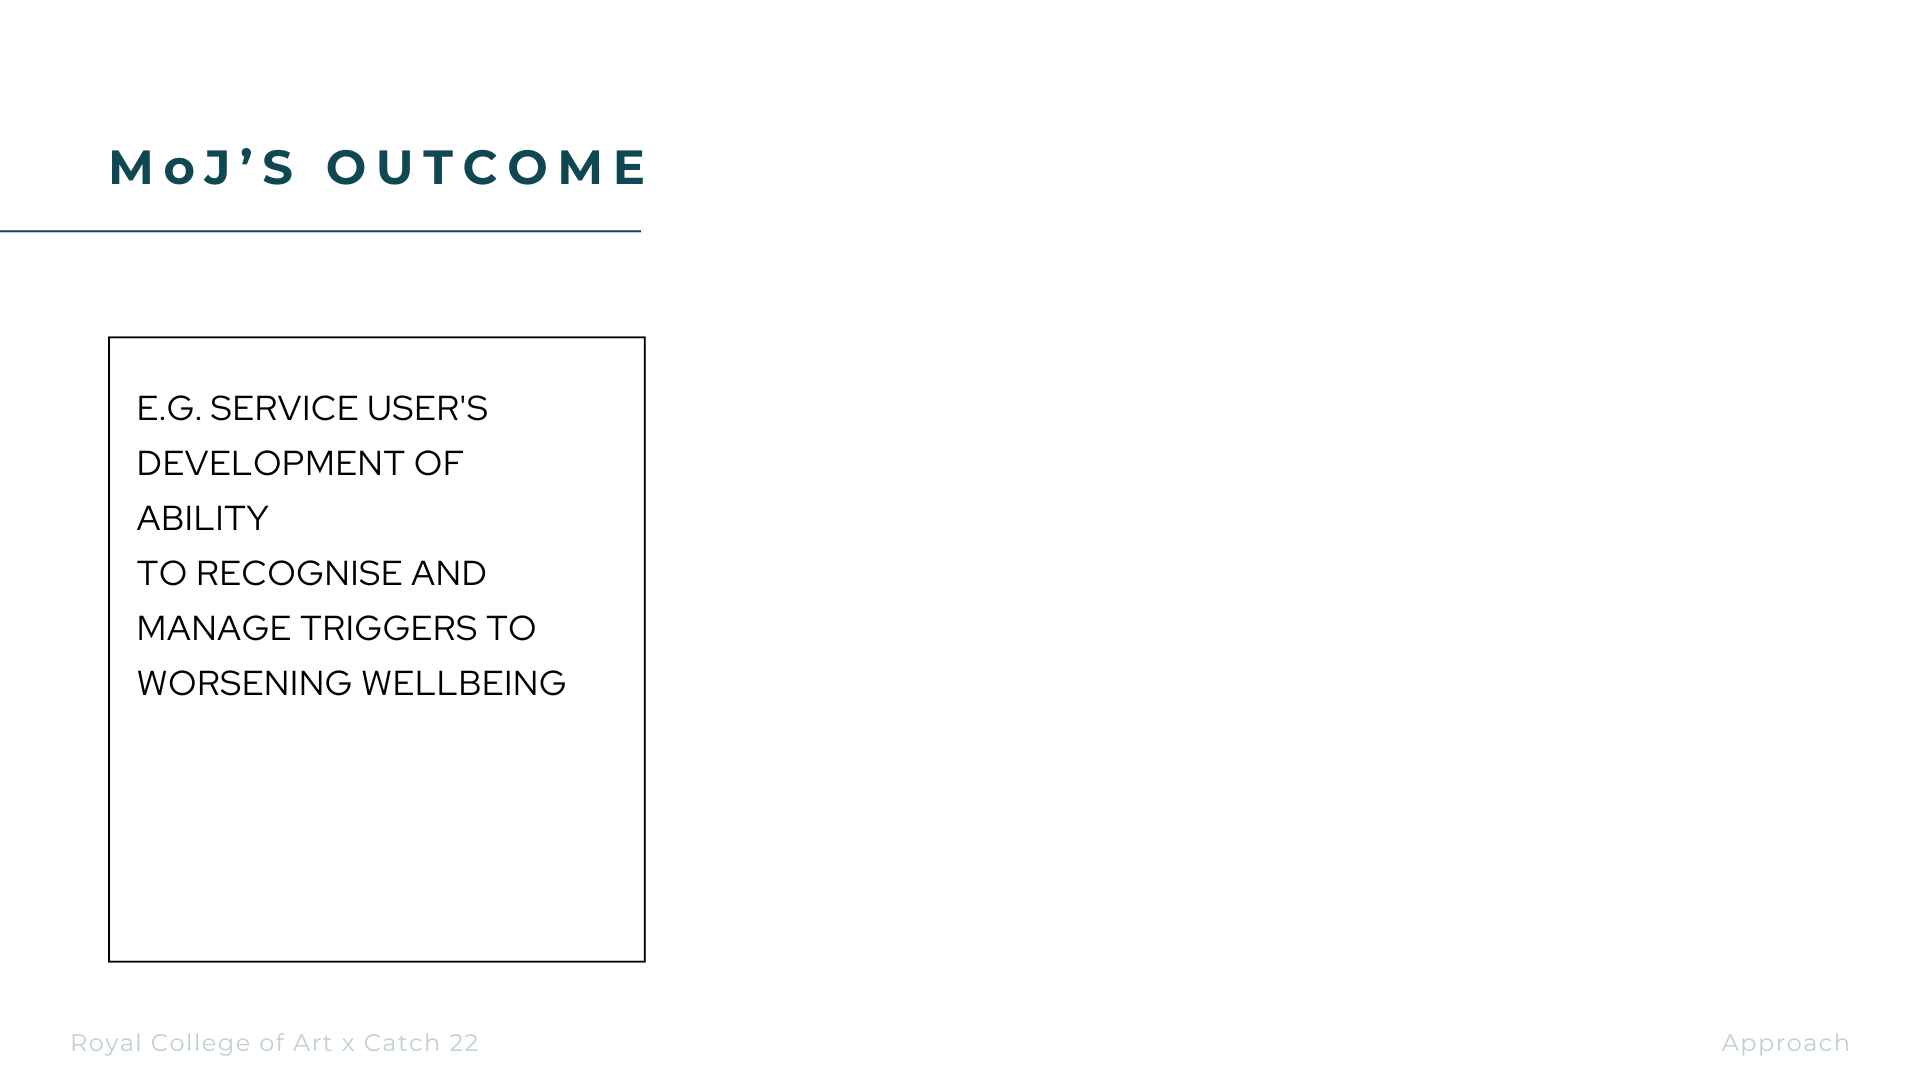 MoJ’S OUTCOME
E.G. SERVICE USER'S
DEVELOPMENT OF
ABILITY
TO RECOGNISE AND
MANAGE TRIGGERS TO
WORSENING WELLBEING
Royal College of Art x Catch 22
Approach